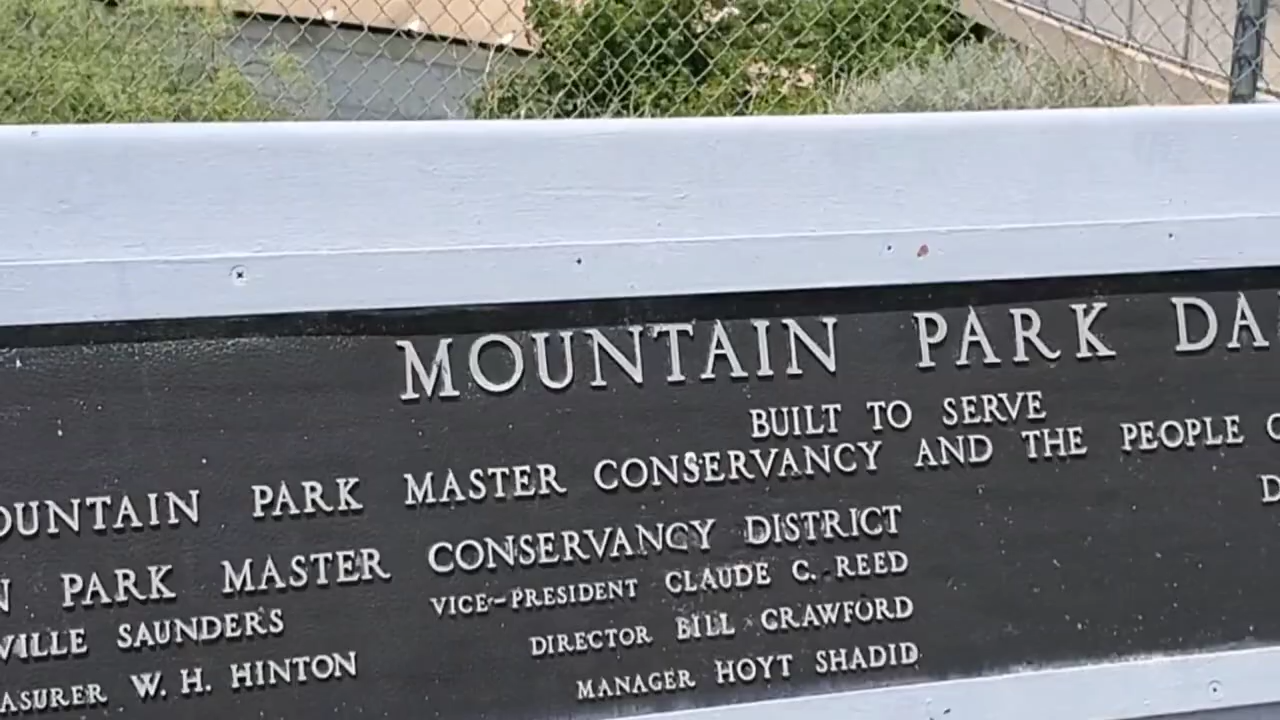 MOUNTAIN PARK DA
BUILT TO SERVE
OUNTAIN PARK MASTER CONSERVANCY AND THE PEOPLE
N PARK MASTER CONSERVANCY DISTRICT
VILLE SAUNDERS VICE-PRESIDENT CLAUDE C. REED
DIRECTOR BILL CRAWFORD
ASURER W. H. HINTON MANAGER HOYT SHADID